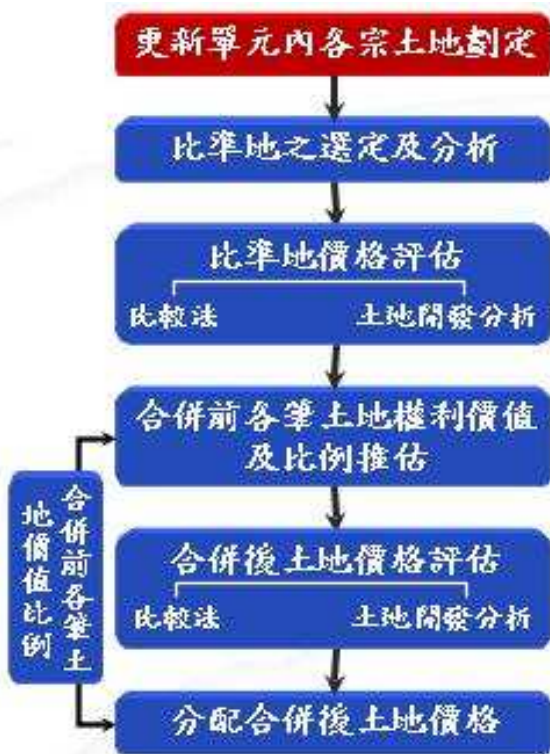 更新單元內各宗土地劃定
比準地之選定及分析
比準地價格評估
比較法
土地開發分析
合併前各筆土地權利價值
及比例推估
合併前各筆土
地價值比例
合併後土地價格評估
比較法
土地開發分析
分配合併後土地價格